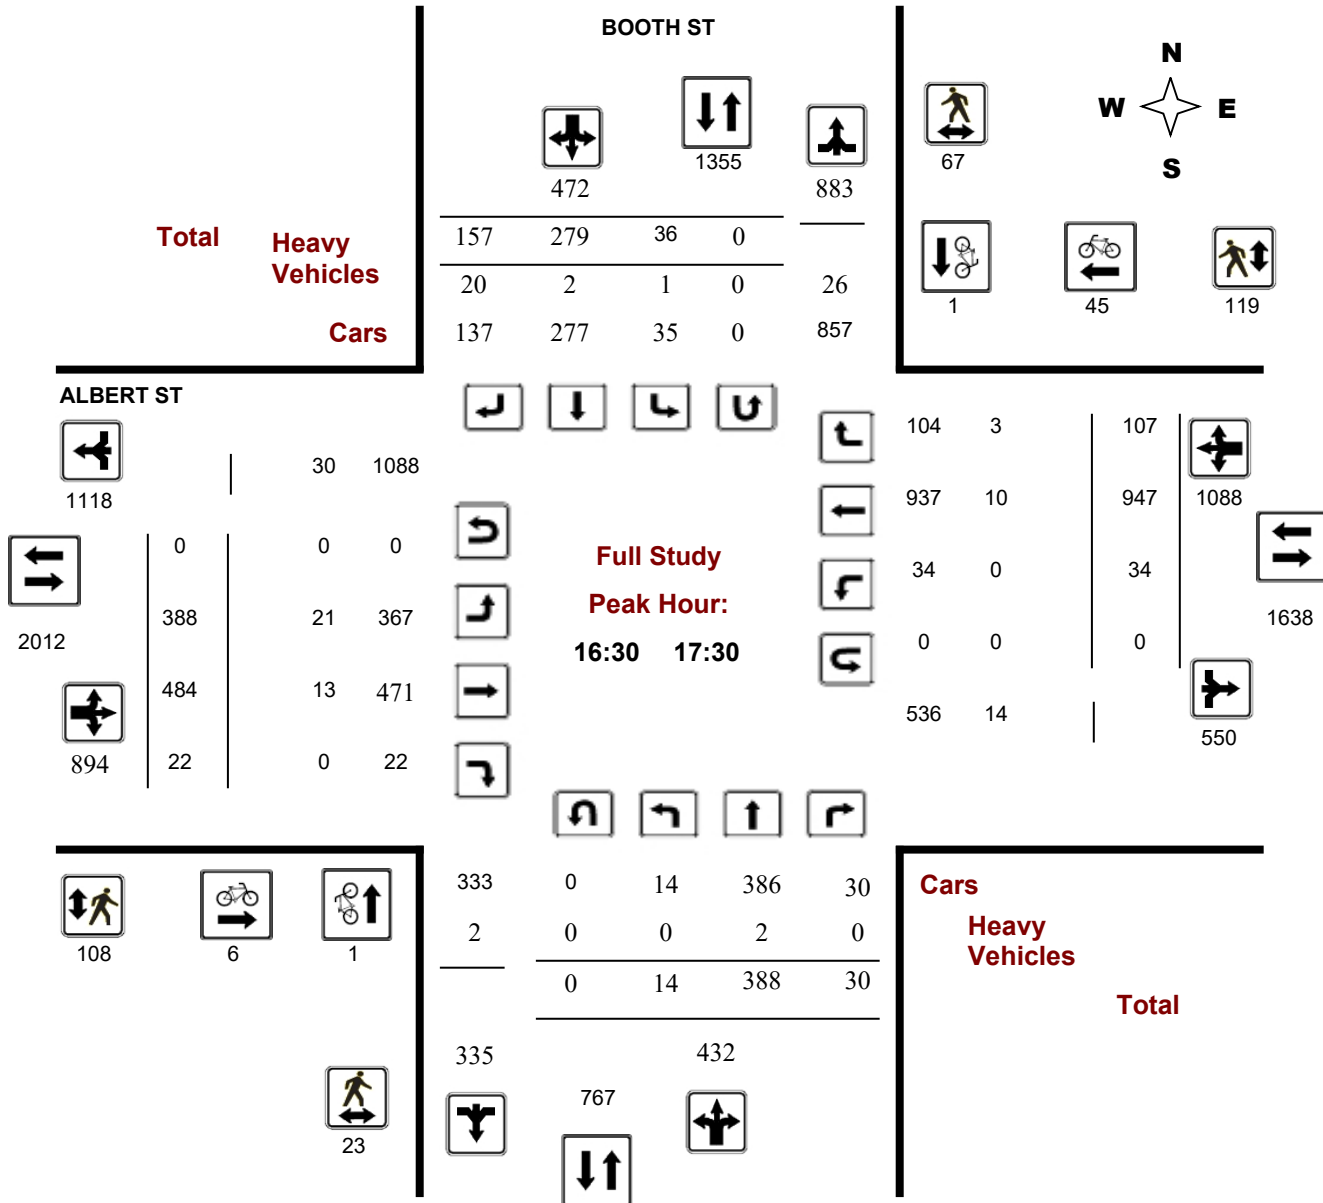 BOOTH ST
N
W E
S
472
1355
883
67
Total
Heavy
Vehicles
Cars
157 279 36 0
20 2 1 0 26
137 277 35 0 857
1 45 119
ALBERT ST
1118
30 1088
0 0 0
2012
388 21 367
484 13 471
894
22 0 22
Full Study
Peak Hour:
16:30 17:30
104 3 107
937 10 947
1088
34 0 34
1638
0 0 0
536 14
550
108 6 1
23
333 0 14 386 30
2 0 0 2 0
0 14 388 30
335
432
767
Cars
Heavy
Vehicles
Total